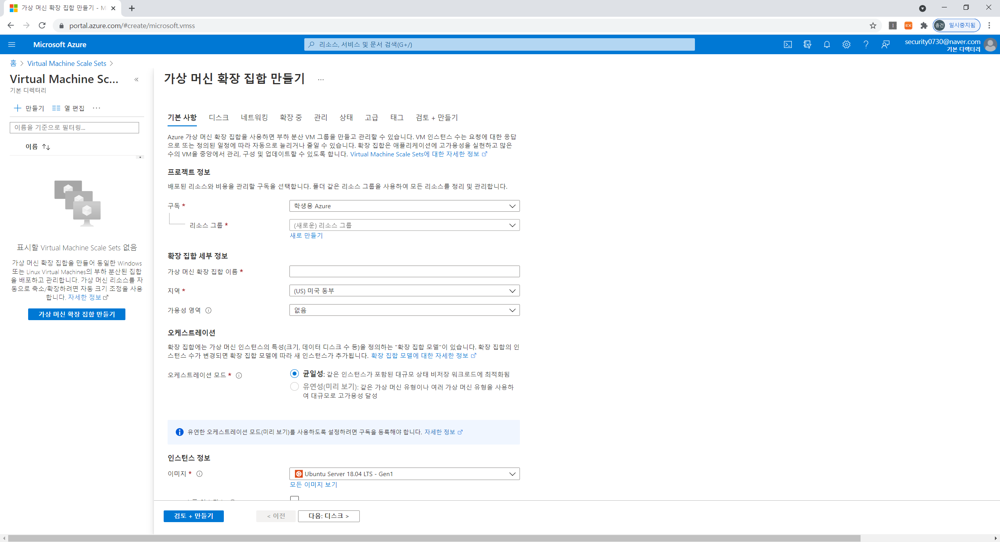 가상 머신 확장 집합 만들기 - M
portal.azure.com/#create/microsoft.vmss
EX
충건
일시중지됨
Microsoft Azure
리소스, 서비스 및 문서 검색(G+/)
security0730@naver.com
기본 디렉터리
홈 > Virtual Machine Scale Sets >
Virtual Machine Sc... «
기본 디렉터리
만들기
열 편집
...
이름을 기준으로 필터링...
이름 ↑↓
표시할 Virtual Machine Scale Sets 없음
가상 머신 확장 집합을 만들어 동일한 Windows
또는 Linux Virtual Machines의 부하 분산된 집합
을 배포하고 관리합니다. 가상 머신 리소스를 자
동으로 축소/확장하려면 자동 크기 조정을 사용
합니다. 자세한 정보
가상 머신 확장 집합 만들기
가상 머신 확장 집합 만들기 ...
기본 사항 디스크 네트워킹 확장 중 관리 상태 고급 태그 검토 + 만들기
Azure 가상 머신 확장 집합을 사용하면 부하 분산 VM 그룹을 만들고 관리할 수 있습니다. VM 인스턴스 수는 요청에 대한 응답
으로 또는 정의된 일정에 따라 자동으로 늘리거나 줄일 수 있습니다. 확장 집합은 애플리케이션에 고가용성을 실현하고 많은
수의 VM을 중앙에서 관리, 구성 및 업데이트할 수 있도록 합니다. Virtual Machine Scale Sets에 대한 자세한 정보
프로젝트 정보
배포된 리소스와 비용을 관리할 구독을 선택합니다. 폴더 같은 리소스 그룹을 사용하여 모든 리소스를 정리 및 관리합니다.
구독 *
학생용 Azure
리소스 그룹 *
(새로운) 리소스 그룹
새로 만들기
확장 집합 세부 정보
가상 머신 확장 집합 이름 *
지역 *
(US) 미국 동부
가용성 영역
없음
오케스트레이션
확장 집합에는 가상 머신 인스턴스의 특성(크기, 데이터 디스크 수 등)을 정의하는 "확장 집합 모델"이 있습니다. 확장 집합의 인
스턴스 수가 변경되면 확장 집합 모델에 따라 새 인스턴스가 추가됩니다. 확장 집합 모델에 대한 자세한 정보
오케스트레이션 모드 *
균일성: 같은 인스턴스가 포함된 대규모 상태 비저장 워크로드에 최적화됨
유연성(미리 보기): 같은 가상 머신 유형이나 여러 가상 머신 유형을 사용하
여 대규모로 고가용성 달성
유연한 오케스트레이션 모드(미리 보기)를 사용하도록 설정하려면 구독을 등록해야 합니다. 자세한 정보
인스턴스 정보
이미지 *
Ubuntu Server 18.04 LTS - Gen1
모든 이미지 보기
검토 + 만들기
< 이전
다음: 디스크 >